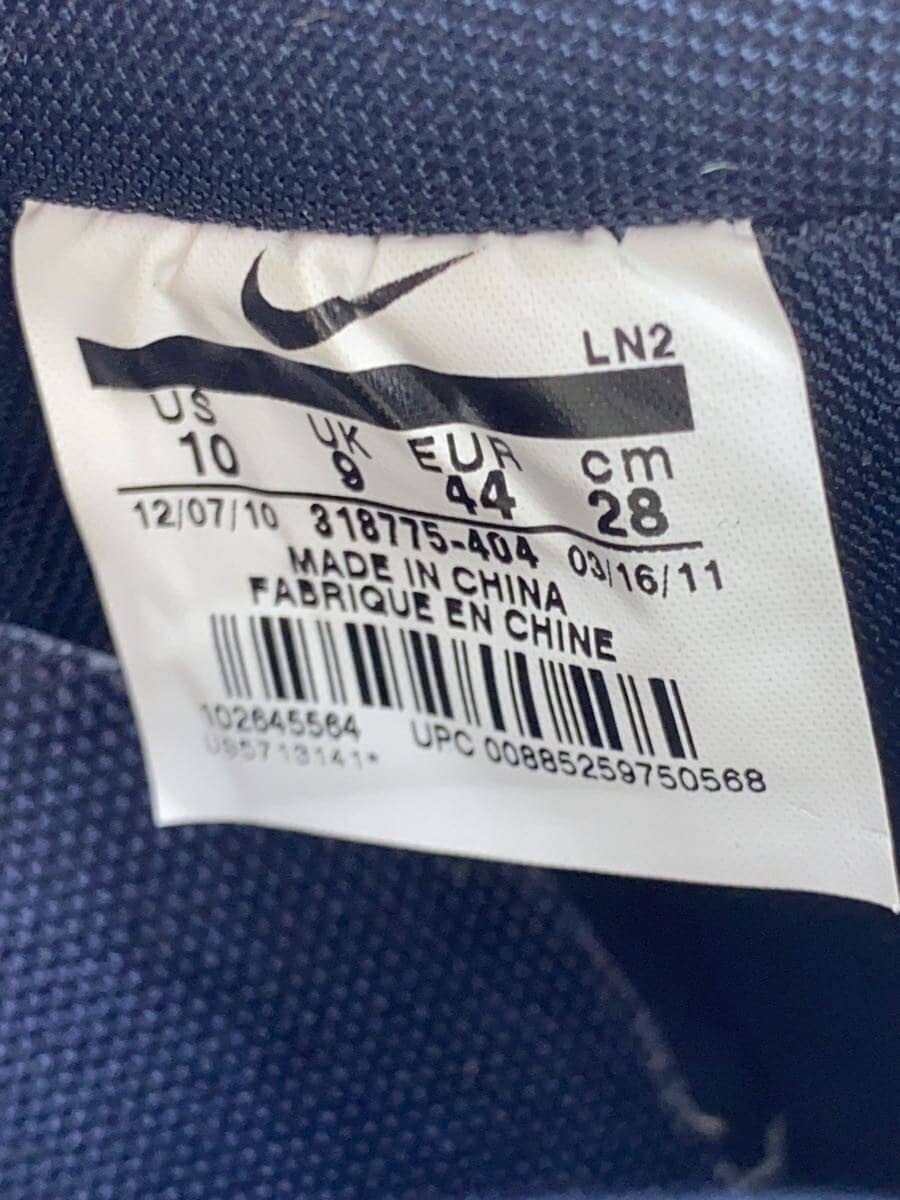 LN2
US UK EUR cm
10 9 44 28
12/07/10 318775-404 03/16/11
MADE IN CHINA
FABRIQUE EN CHINE
102645564 UPC 00885259750568
US5713141*